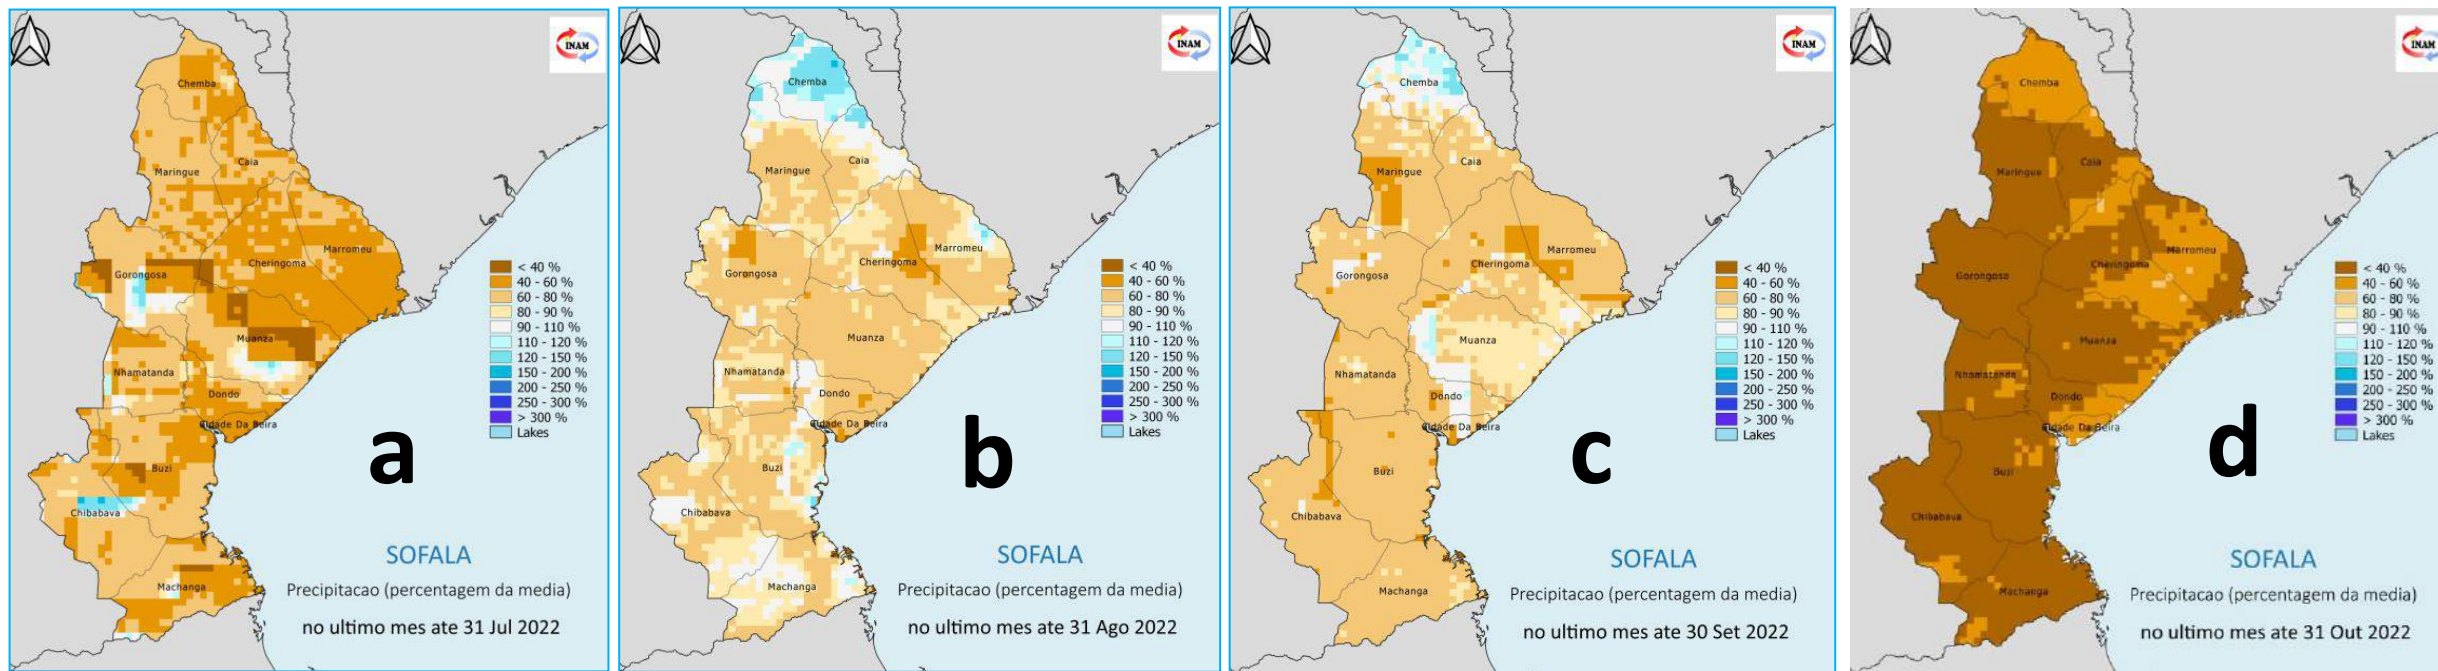 INAM
Chemba
Caia
Maringue
Marromeu
Gorongosa
Cheringoma
Muanza
Nhamatanda
Dondo
Cidade Da Beira
Buzi
Chibabava
Machanga
< 40 %
40 - 60 %
60 - 80 %
80 - 90 %
90 - 110 %
110 - 120 %
120 - 150 %
150 - 200 %
200 - 250 %
250 - 300 %
> 300 %
Lakes
a
SOFALA
Precipitacao (percentagem da media)
no ultimo mes ate 31 Jul 2022
INAM
Chemba
Caia
Maringue
Marromeu
Cheringoma
Gorongosa
Muanza
Nhamatanda
Dondo
Cidade Da Beira
Buzi
Chibabava
Machanga
< 40 %
40 - 60 %
60 - 80 %
80 - 90 %
90 - 110 %
110 - 120 %
120 - 150 %
150 - 200 %
200 - 250 %
250 - 300 %
> 300 %
Lakes
b
SOFALA
Precipitacao (percentagem da media)
no ultimo mes ate 31 Ago 2022
INAM
Chemba
Caia
Maringue
Marromeu
Cheringoma
Gorongosa
Muanza
Nhamatanda
Dondo
Cidade Da Beira
Buzi
Chibabava
Machanga
< 40 %
40 - 60 %
60 - 80 %
80 - 90 %
90 - 110 %
110 - 120 %
120 - 150 %
150 - 200 %
200 - 250 %
250 - 300 %
> 300 %
Lakes
c
SOFALA
Precipitacao (percentagem da media)
no ultimo mes ate 30 Set 2022
INAM
Chemba
Caia
Maringue
Marromeu
Cheringoma
Gorongosa
Muanza
Nhamatanda
Dondo
Cidade Da Beira
Buzi
Chibabava
Machanga
< 40 %
40 - 60 %
60 - 80 %
80 - 90 %
90 - 110 %
110 - 120 %
120 - 150 %
150 - 200 %
200 - 250 %
250 - 300 %
> 300 %
Lakes
d
SOFALA
Precipitacao (percentagem da media)
no ultimo mes ate 31 Out 2022